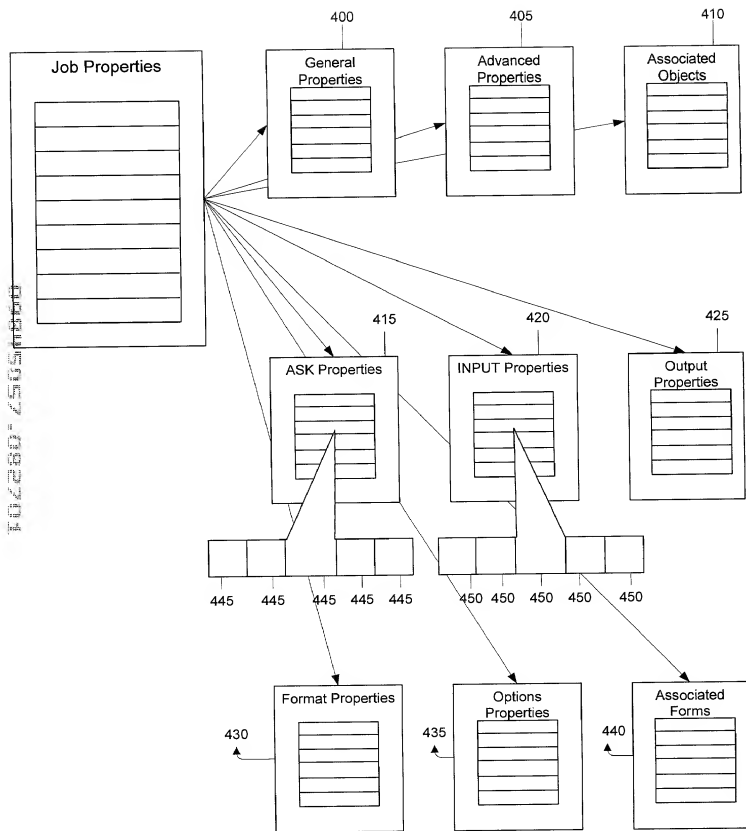 400
405
410
Job Properties
General
Properties
Advanced
Properties
Associated
Objects
415
420
425
ASK Properties
INPUT Properties
Output
Properties
445 445 445 445 445
450 450 450 450 450
Format Properties
Options
Properties
Associated
Forms
430
435
440